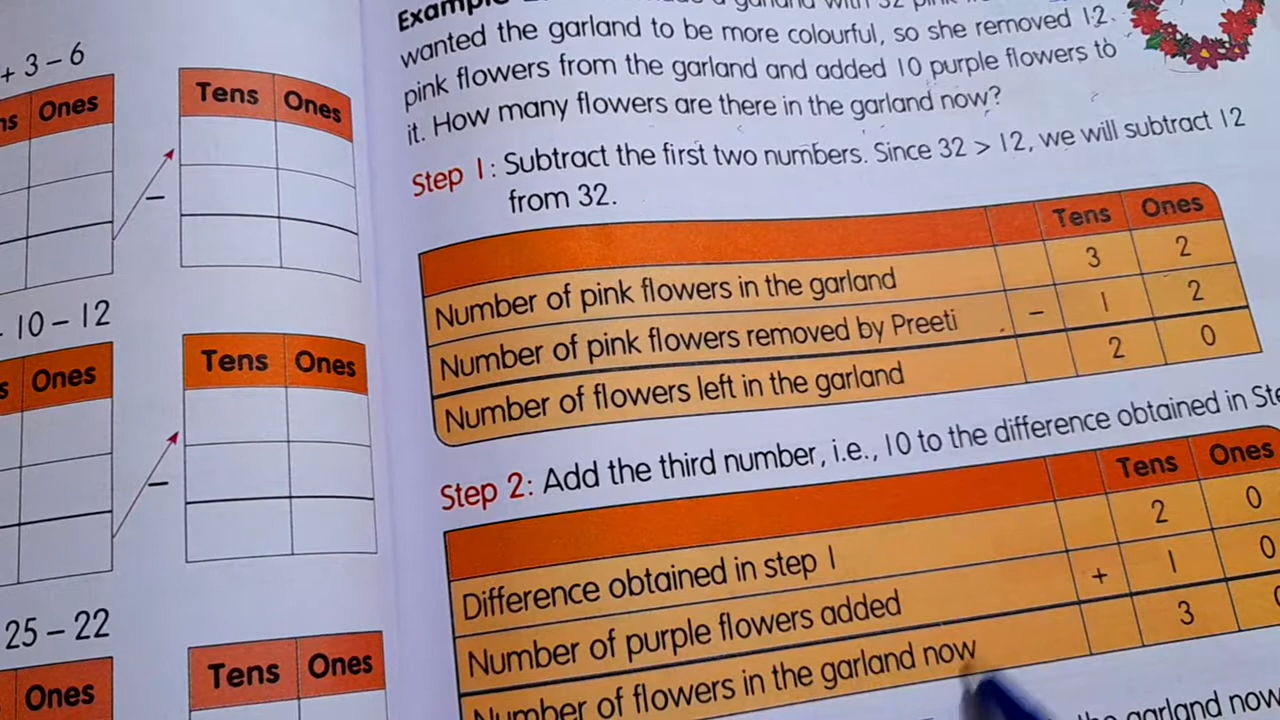 + 3 – 6
Ones
Tens Ones
–
10 – 12
Ones
Tens Ones
–
25 – 22
Ones
Tens Ones
Example
wanted the garland to be more colourful, so she removed 12
pink flowers from the garland and added 10 purple flowers to
it. How many flowers are there in the garland now?
Step 1: Subtract the first two numbers. Since 32 > 12, we will subtract 12
from 32.
Tens Ones
Number of pink flowers in the garland 3 2
Number of pink flowers removed by Preeti – 1 2
Number of flowers left in the garland 2 0
Step 2: Add the third number, i.e., 10 to the difference obtained in
Tens Ones
Difference obtained in step 1 2 0
Number of purple flowers added + 1 0
Number of flowers in the garland now 3
garland now